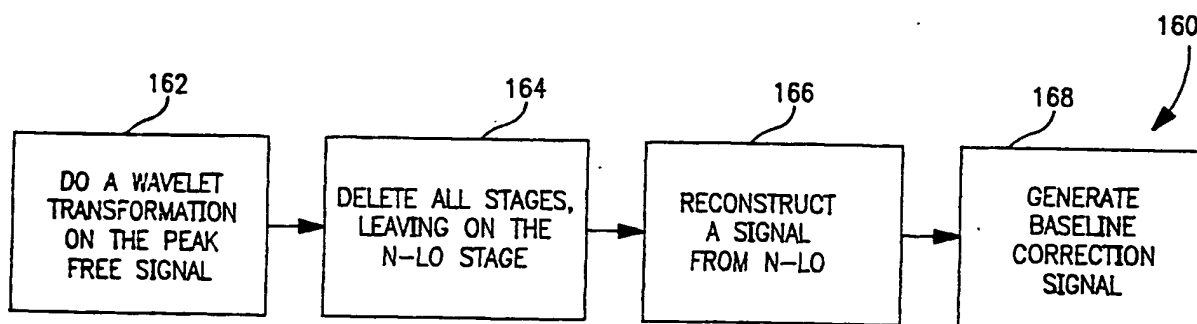 160
162
164
166
168
DO A WAVELET
TRANSFORMATION
ON THE PEAK
FREE SIGNAL
DELETE ALL STAGES,
LEAVING ON THE
N-LO STAGE
RECONSTRUCT
A SIGNAL
FROM N-LO
GENERATE
BASELINE
CORRECTION
SIGNAL